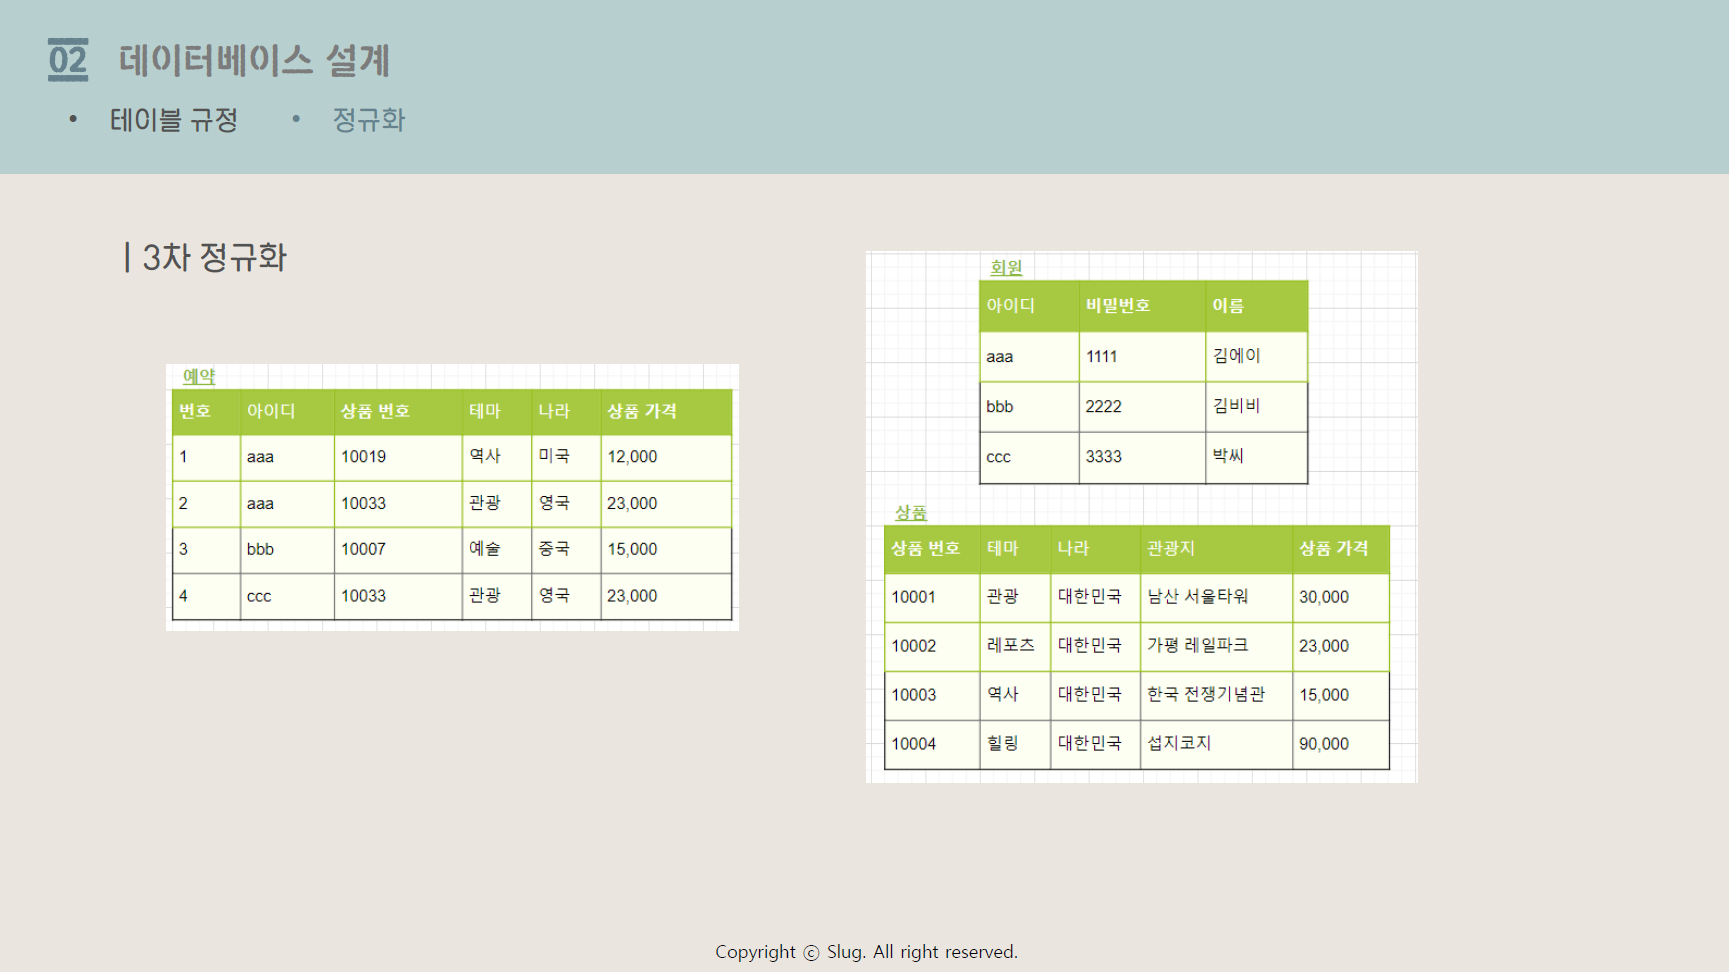 02 데이터베이스 설계
• 테이블 규정 • 정규화
| 3차 정규화
예약
번호 아이디 상품 번호 테마 나라 상품 가격
1 aaa 10019 역사 미국 12,000
2 aaa 10033 관광 영국 23,000
3 bbb 10007 예술 중국 15,000
4 ccc 10033 관광 영국 23,000
회원
아이디 비밀번호 이름
aaa 1111 김에이
bbb 2222 김비비
ccc 3333 박씨
상품
상품 번호 테마 나라 관광지 상품 가격
10001 관광 대한민국 남산 서울타워 30,000
10002 레포츠 대한민국 가평 레일파크 23,000
10003 역사 대한민국 한국 전쟁기념관 15,000
10004 힐링 대한민국 섭지코지 90,000
Copyright ⓒ Slug. All right reserved.